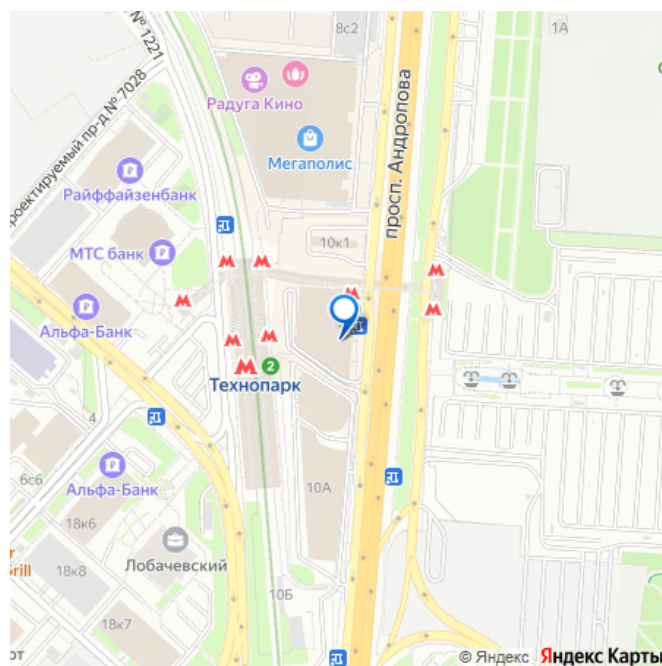 № 1221
8с2
1А
Радуга Кино
проектируемый пр-д № 7028
Мегаполис
просп. Андропова
Райффайзенбанк
10к1
МТС банк
Альфа-Банк
2
Технопарк
4
6с6
10А
Альфа-Банк
18к6
Лобачевский
18к8
rill
10Б
18к7
© Яндекс Яндекс Карты